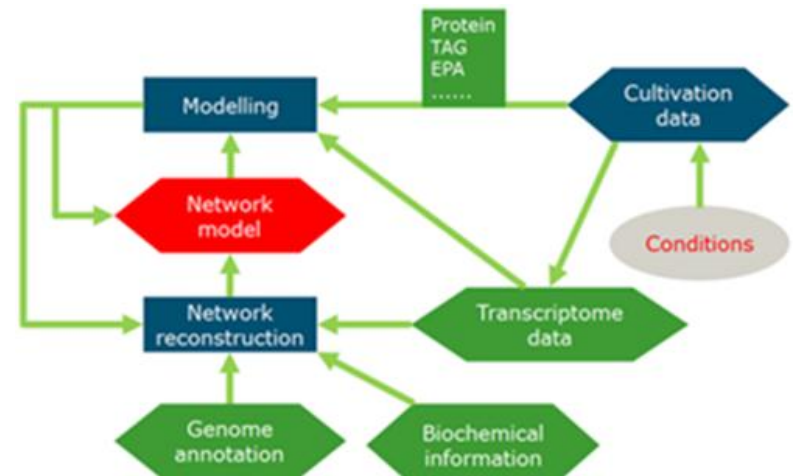 Protein
TAG
EPA
......
Modelling
Cultivation
data
Network
model
Conditions
Network
reconstruction
Transcriptome
data
Genome
annotation
Biochemical
information